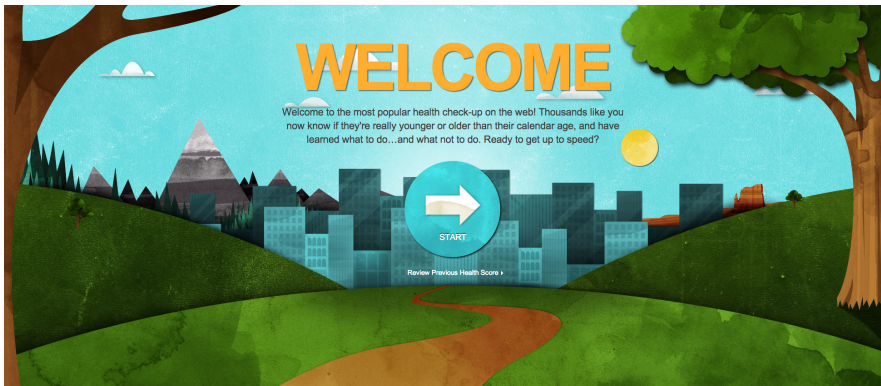 WELCOME
Welcome to the most popular health check-up on the web! Thousands like you
now know if they're really younger or older than their calendar age, and have
learned what to do…and what not to do. Ready to get up to speed?
START
Review Previous Health Score